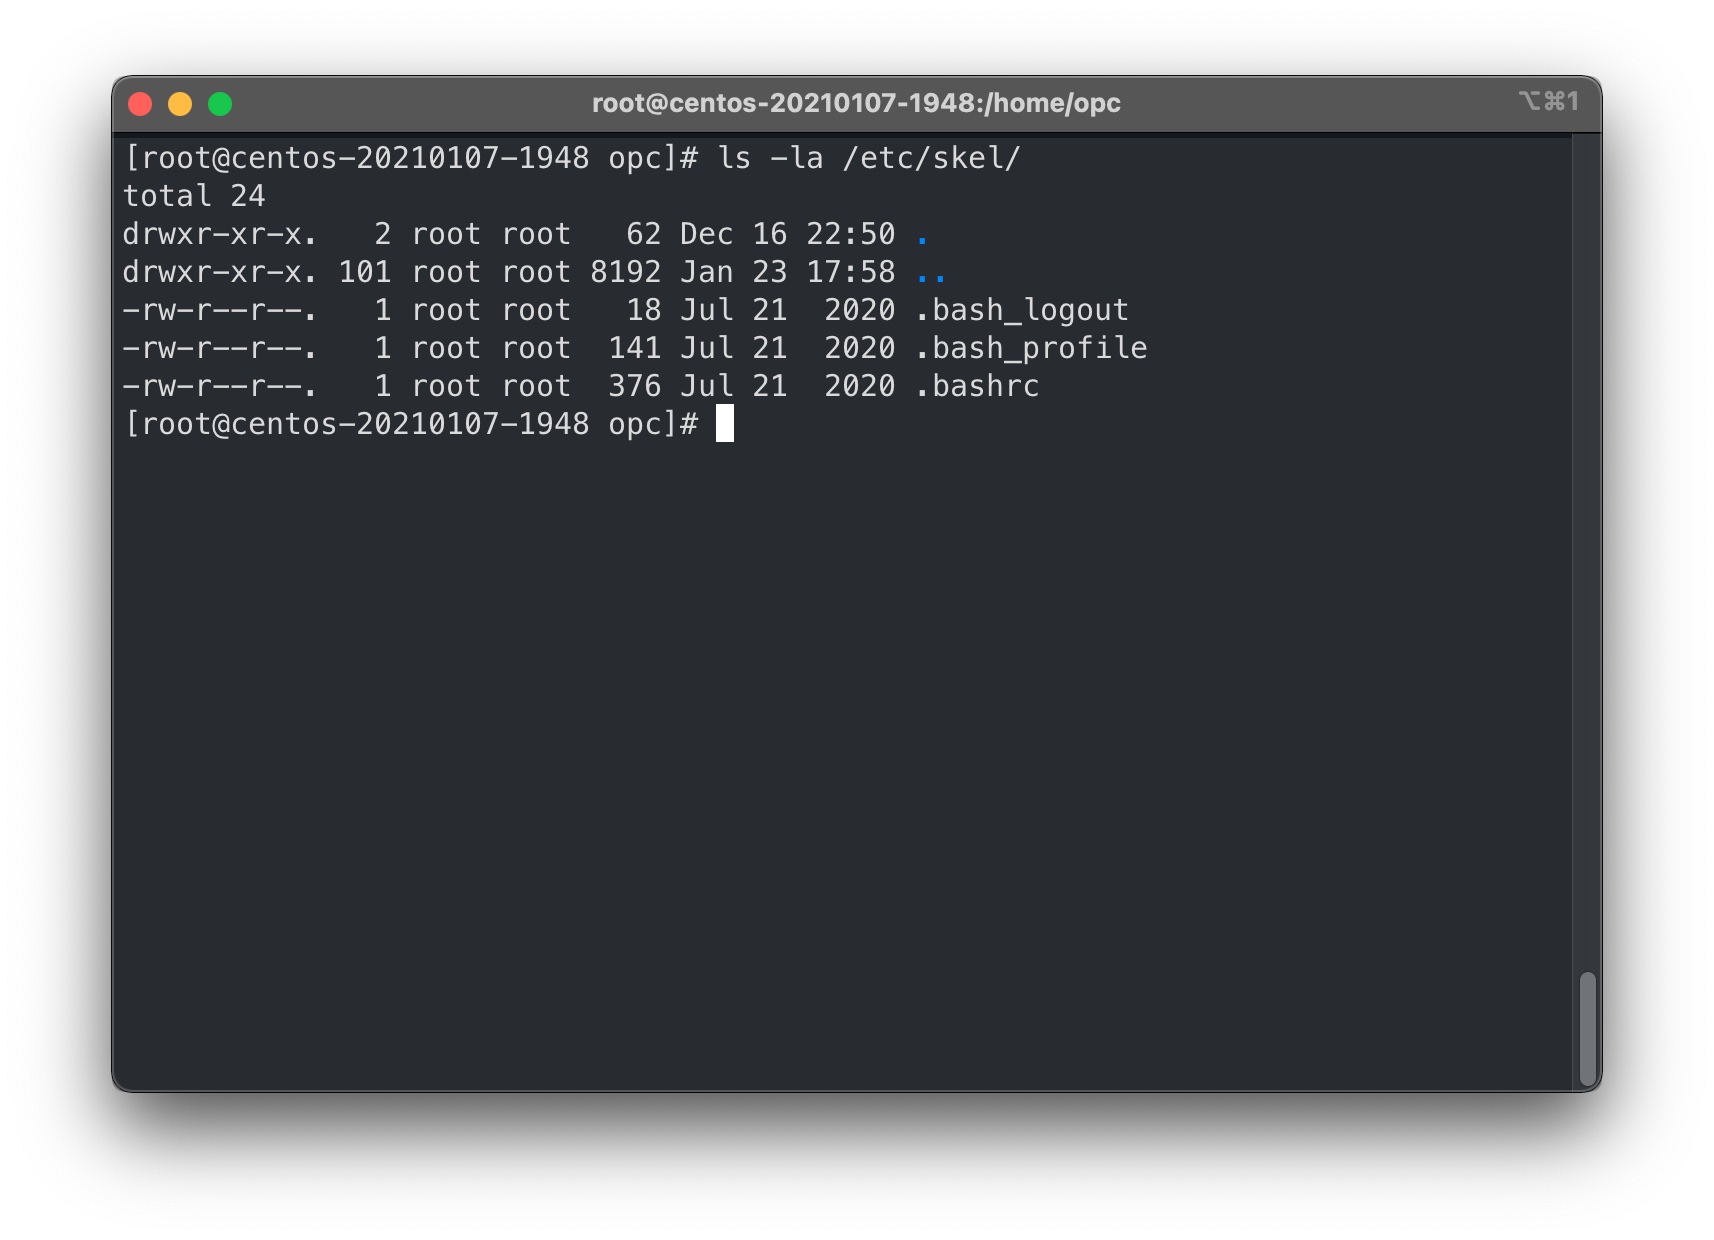 root@centos-20210107-1948:/home/opc ⌥⌘1
[root@centos-20210107-1948 opc]# ls -la /etc/skel/
total 24
drwxr-xr-x.   2 root root   62 Dec 16 22:50 .
drwxr-xr-x. 101 root root 8192 Jan 23 17:58 ..
-rw-r--r--.   1 root root   18 Jul 21  2020 .bash_logout
-rw-r--r--.   1 root root  141 Jul 21  2020 .bash_profile
-rw-r--r--.   1 root root  376 Jul 21  2020 .bashrc
[root@centos-20210107-1948 opc]#